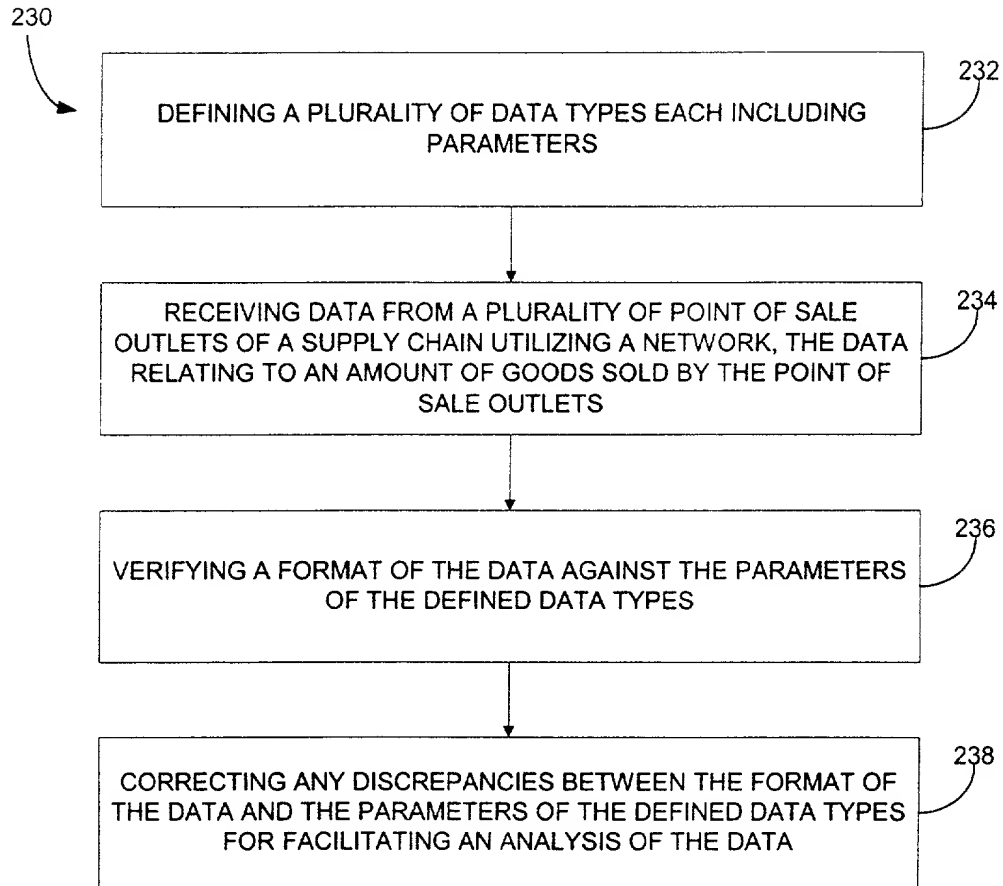 230
232
DEFINING A PLURALITY OF DATA TYPES EACH INCLUDING
PARAMETERS
234
RECEIVING DATA FROM A PLURALITY OF POINT OF SALE
OUTLETS OF A SUPPLY CHAIN UTILIZING A NETWORK, THE DATA
RELATING TO AN AMOUNT OF GOODS SOLD BY THE POINT OF
SALE OUTLETS
236
VERIFYING A FORMAT OF THE DATA AGAINST THE PARAMETERS
OF THE DEFINED DATA TYPES
238
CORRECTING ANY DISCREPANCIES BETWEEN THE FORMAT OF
THE DATA AND THE PARAMETERS OF THE DEFINED DATA TYPES
FOR FACILITATING AN ANALYSIS OF THE DATA